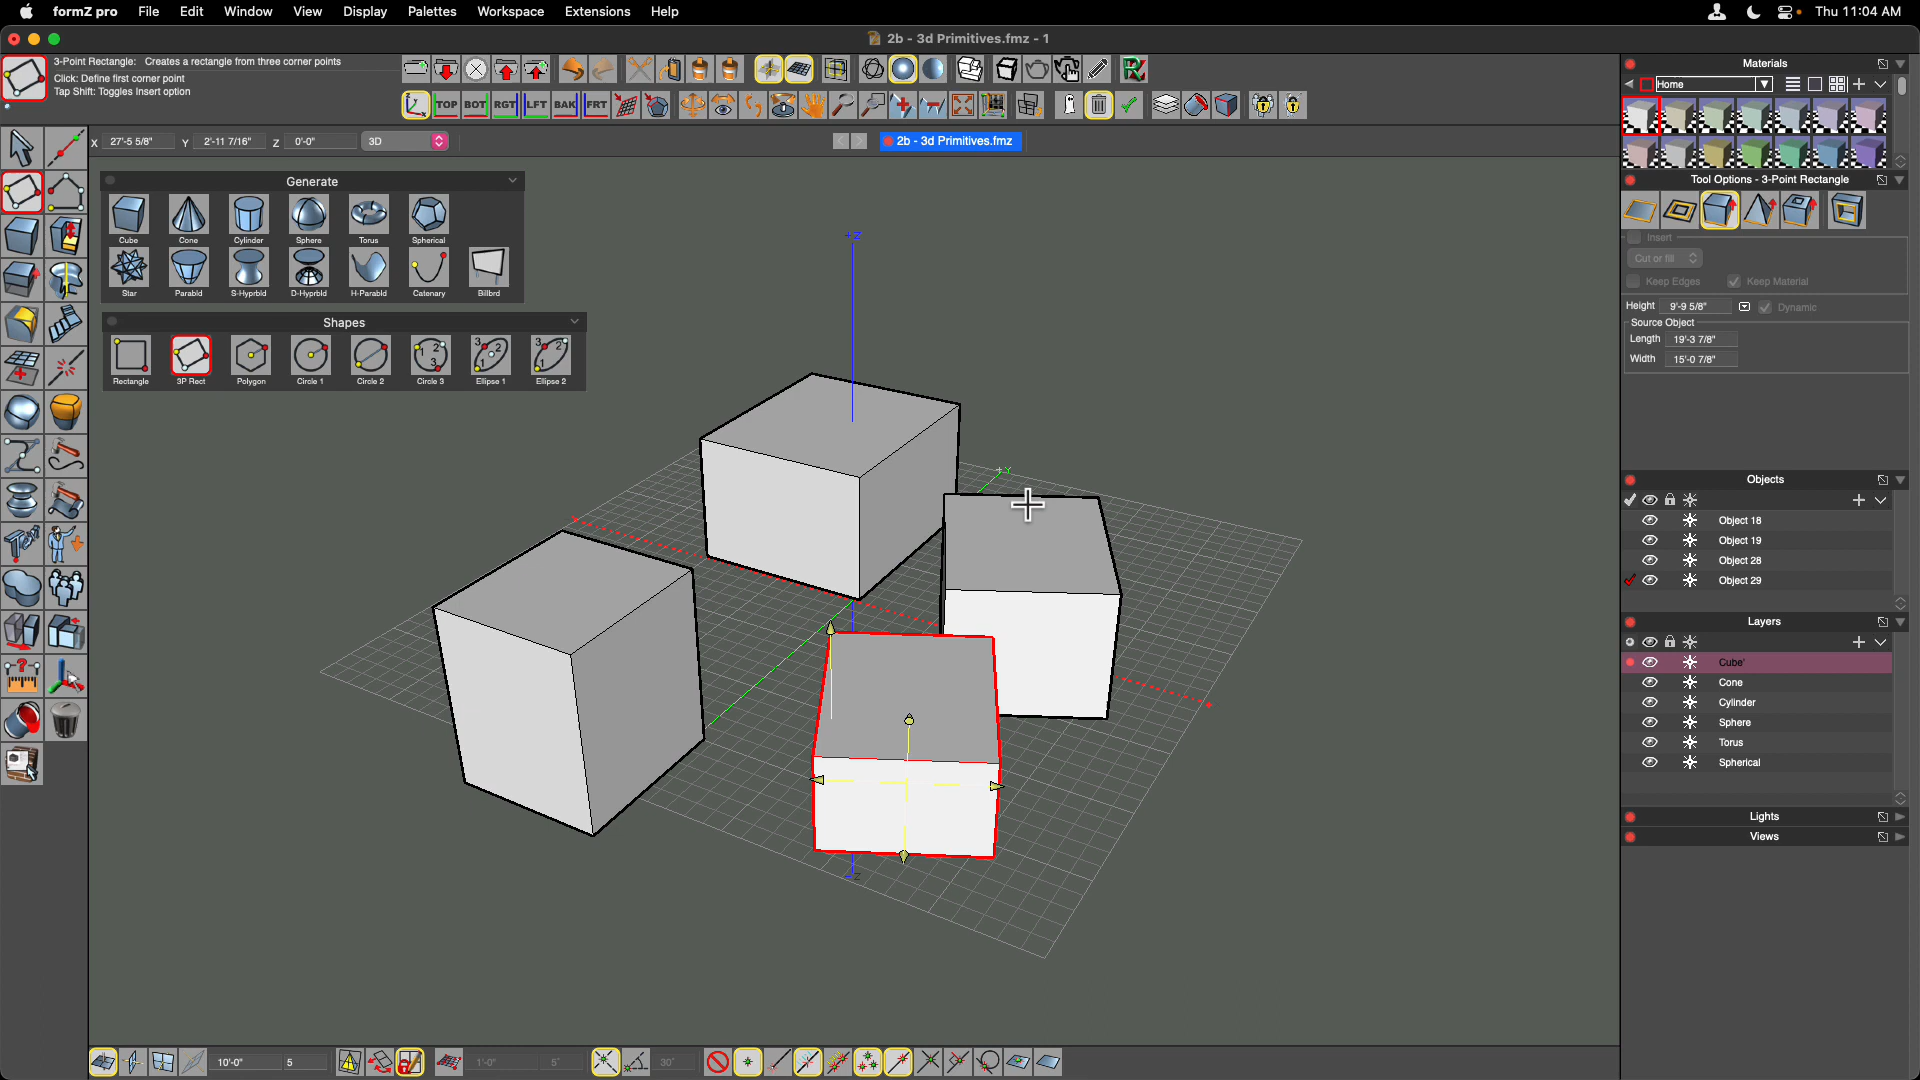 formZ pro File Edit Window View Display Palettes Workspace Extensions Help Thu 11:04 AM
2b - 3d Primitives.fmz - 1
3-Point Rectangle: Creates a rectangle from three corner points
Click: Define first corner point
Tap Shift: Toggles Insert option
TOP BOT RGT LFT BAK FRT
X 27'-5 5/8" Y 2'-11 7/16" Z 0'-0" 3D
2b - 3d Primitives.fmz
Generate
Cube Cone Cylinder Sphere Torus Spherical
Star Parabld S-Hyprbld D-Hyprbld H-Parabld Catenary Billbrd
Shapes
Rectangle 3P Rect Polygon Circle 1 Circle 2 Circle 3 Ellipse 1 Ellipse 2
+Z
+Y
-Z
Materials
Home
Tool Options - 3-Point Rectangle
Insert
Cut or fill
Keep Edges Keep Material
Height 9'-9 5/8" Dynamic
Source Object
Length 19'-3 7/8"
Width 15'-0 7/8"
Objects
Object 18
Object 19
Object 28
Object 29
Layers
Cube'
Cone
Cylinder
Sphere
Torus
Spherical
Lights
Views
10'-0" 5 1'-0" 5" 30°